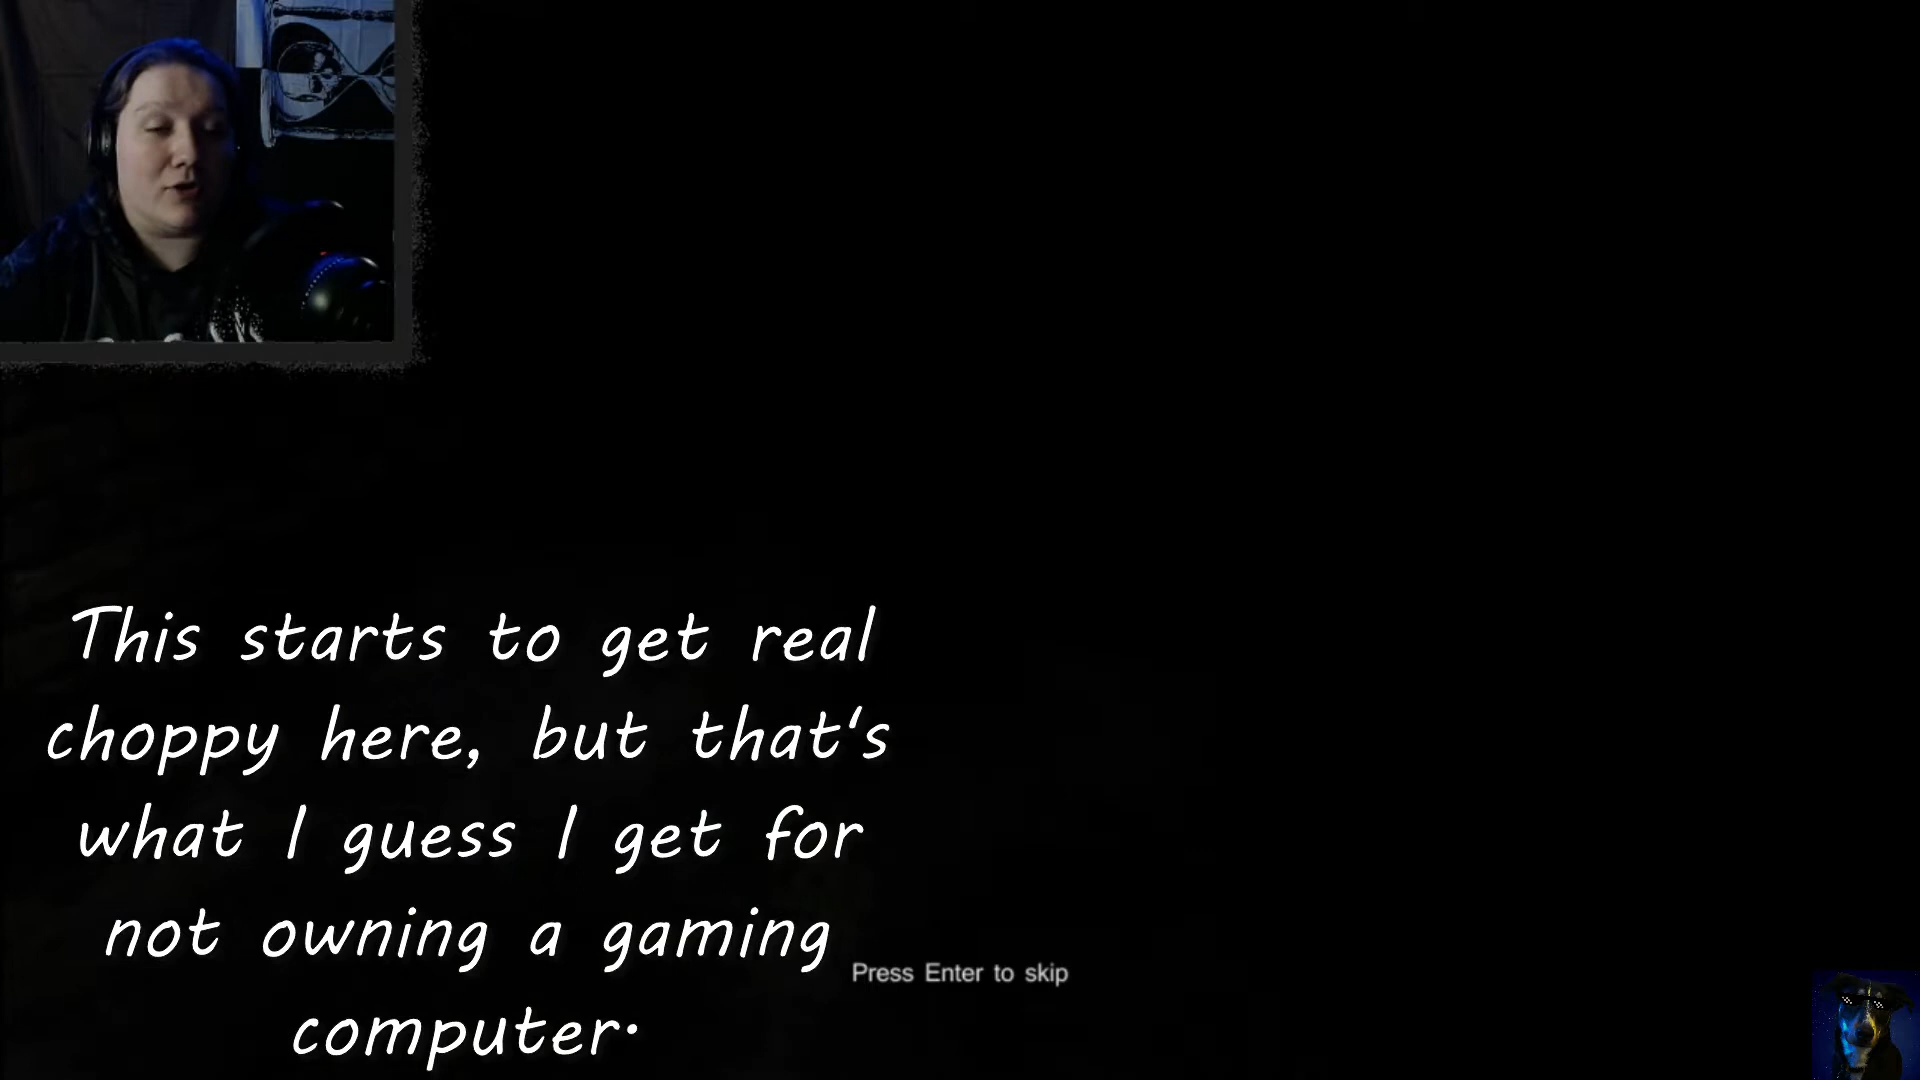 This starts to get real
choppy here, but that's
what I guess I get for
not owning a gaming
computer.
Press Enter to skip